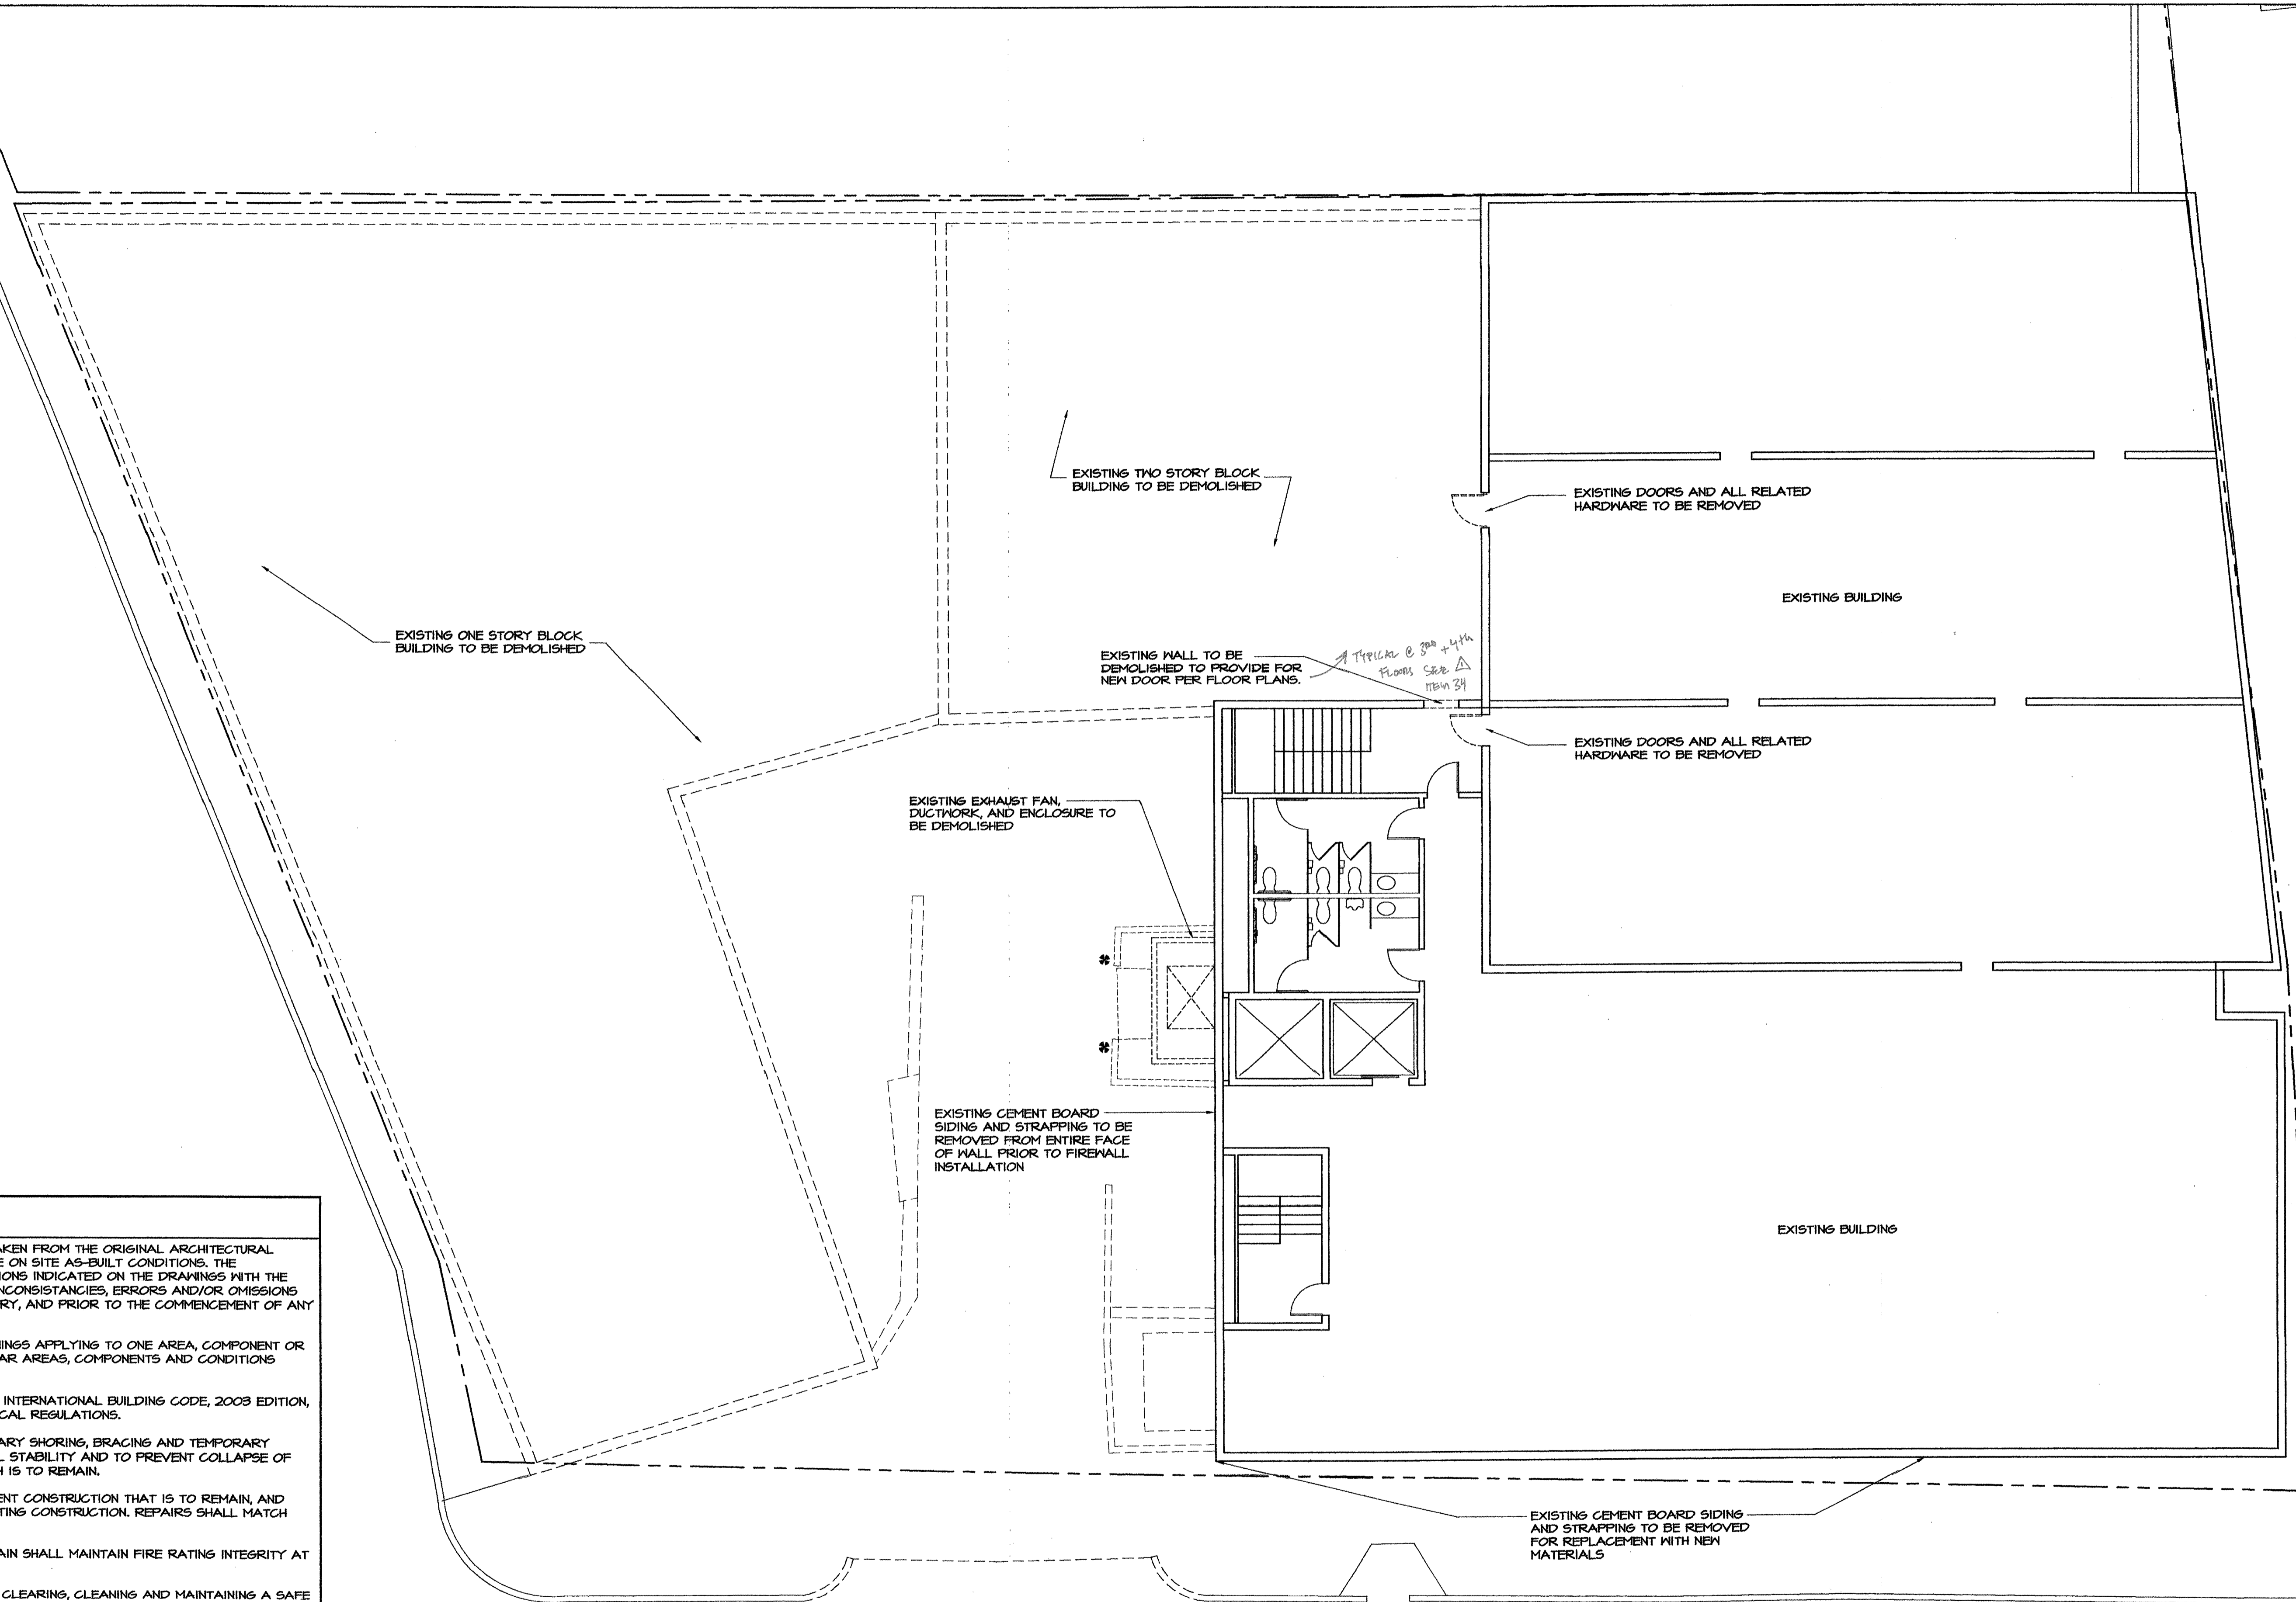 EXISTING TWO STORY BLOCK
BUILDING TO BE DEMOLISHED
EXISTING DOORS AND ALL RELATED
HARDWARE TO BE REMOVED
EXISTING BUILDING
EXISTING ONE STORY BLOCK
BUILDING TO BE DEMOLISHED
EXISTING WALL TO BE
DEMOLISHED TO PROVIDE FOR
NEW DOOR PER FLOOR PLANS.
TYPICAL @ 3RD + 4th
FLOORS SEE 1
ITEM 34
EXISTING DOORS AND ALL RELATED
HARDWARE TO BE REMOVED
EXISTING EXHAUST FAN,
DUCTWORK, AND ENCLOSURE TO
BE DEMOLISHED
EXISTING CEMENT BOARD
SIDING AND STRAPPING TO BE
REMOVED FROM ENTIRE FACE
OF WALL PRIOR TO FIREWALL
INSTALLATION
EXISTING BUILDING
EXISTING CEMENT BOARD SIDING
AND STRAPPING TO BE REMOVED
FOR REPLACEMENT WITH NEW
MATERIALS
AKEN FROM THE ORIGINAL ARCHITECTURAL
E ON SITE AS-BUILT CONDITIONS. THE
IONS INDICATED ON THE DRAWINGS WITH THE
INCONSISTANCIES, ERRORS AND/OR OMISSIONS
RY, AND PRIOR TO THE COMMENCEMENT OF ANY
INGS APPLYING TO ONE AREA, COMPONENT OR
AR AREAS, COMPONENTS AND CONDITIONS
INTERNATIONAL BUILDING CODE, 2003 EDITION,
CAL REGULATIONS.
ARY SHORING, BRACING AND TEMPORARY
L STABILITY AND TO PREVENT COLLAPSE OF
H IS TO REMAIN.
ENT CONSTRUCTION THAT IS TO REMAIN, AND
TING CONSTRUCTION. REPAIRS SHALL MATCH
AIN SHALL MAINTAIN FIRE RATING INTEGRITY AT
CLEARING, CLEANING AND MAINTAINING A SAFE